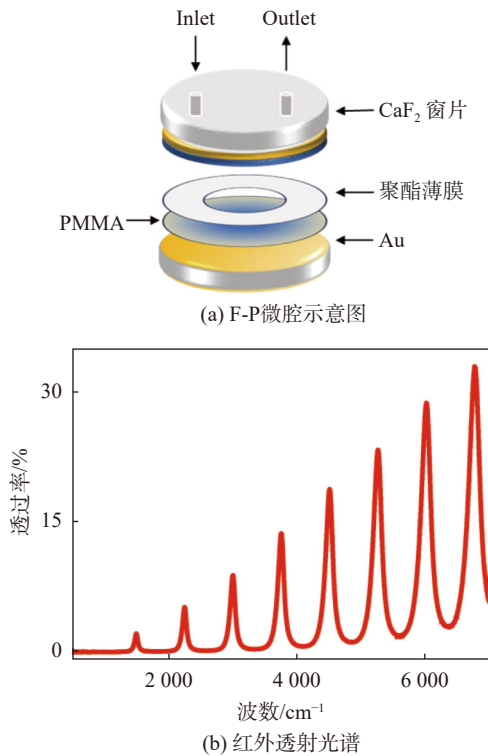 Inlet Outlet
CaF₂ 窗片
聚酯薄膜
PMMA
Au
(a) F-P微腔示意图
30
15
0
透过率/%
2 000 4 000 6 000
波数/cm⁻¹
(b) 红外透射光谱